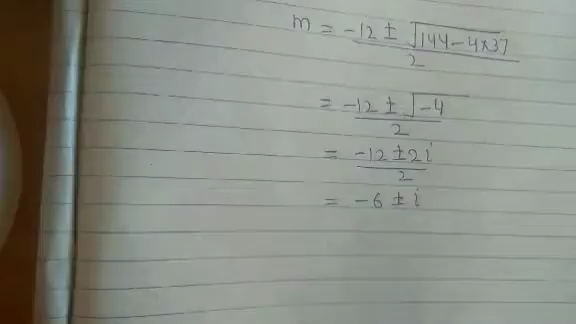 m = -12 ± √144-4×37 / 2
= -12 ± √-4 / 2
= -12 ± 2i / 2
= -6 ± i